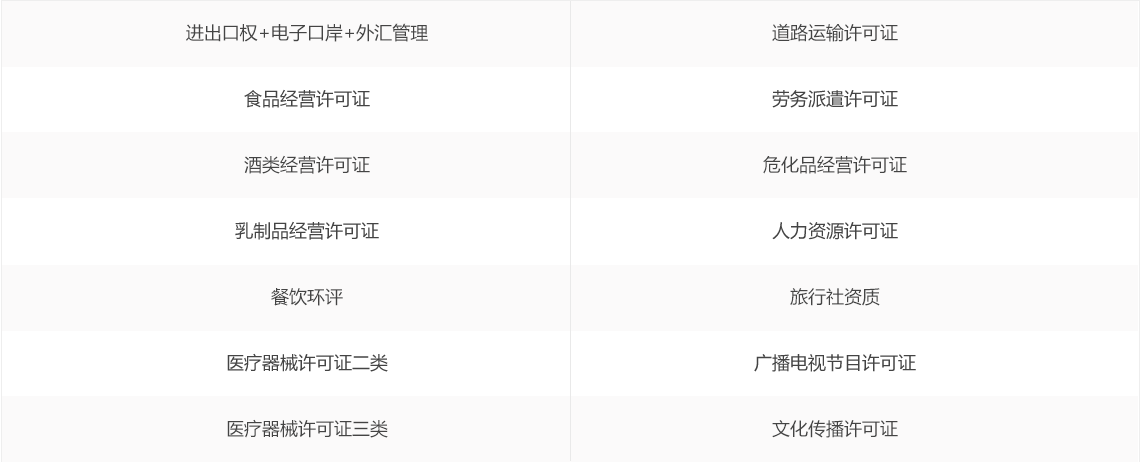 进出口权+电子口岸+外汇管理
道路运输许可证
食品经营许可证
劳务派遣许可证
酒类经营许可证
危化品经营许可证
乳制品经营许可证
人力资源许可证
餐饮环评
旅行社资质
医疗器械许可证二类
广播电视节目许可证
医疗器械许可证三类
文化传播许可证